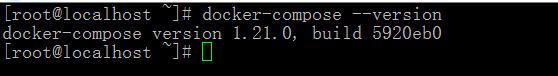 [root@localhost ~]# docker-compose --version
docker-compose version 1.21.0, build 5920eb0
[root@localhost ~]#